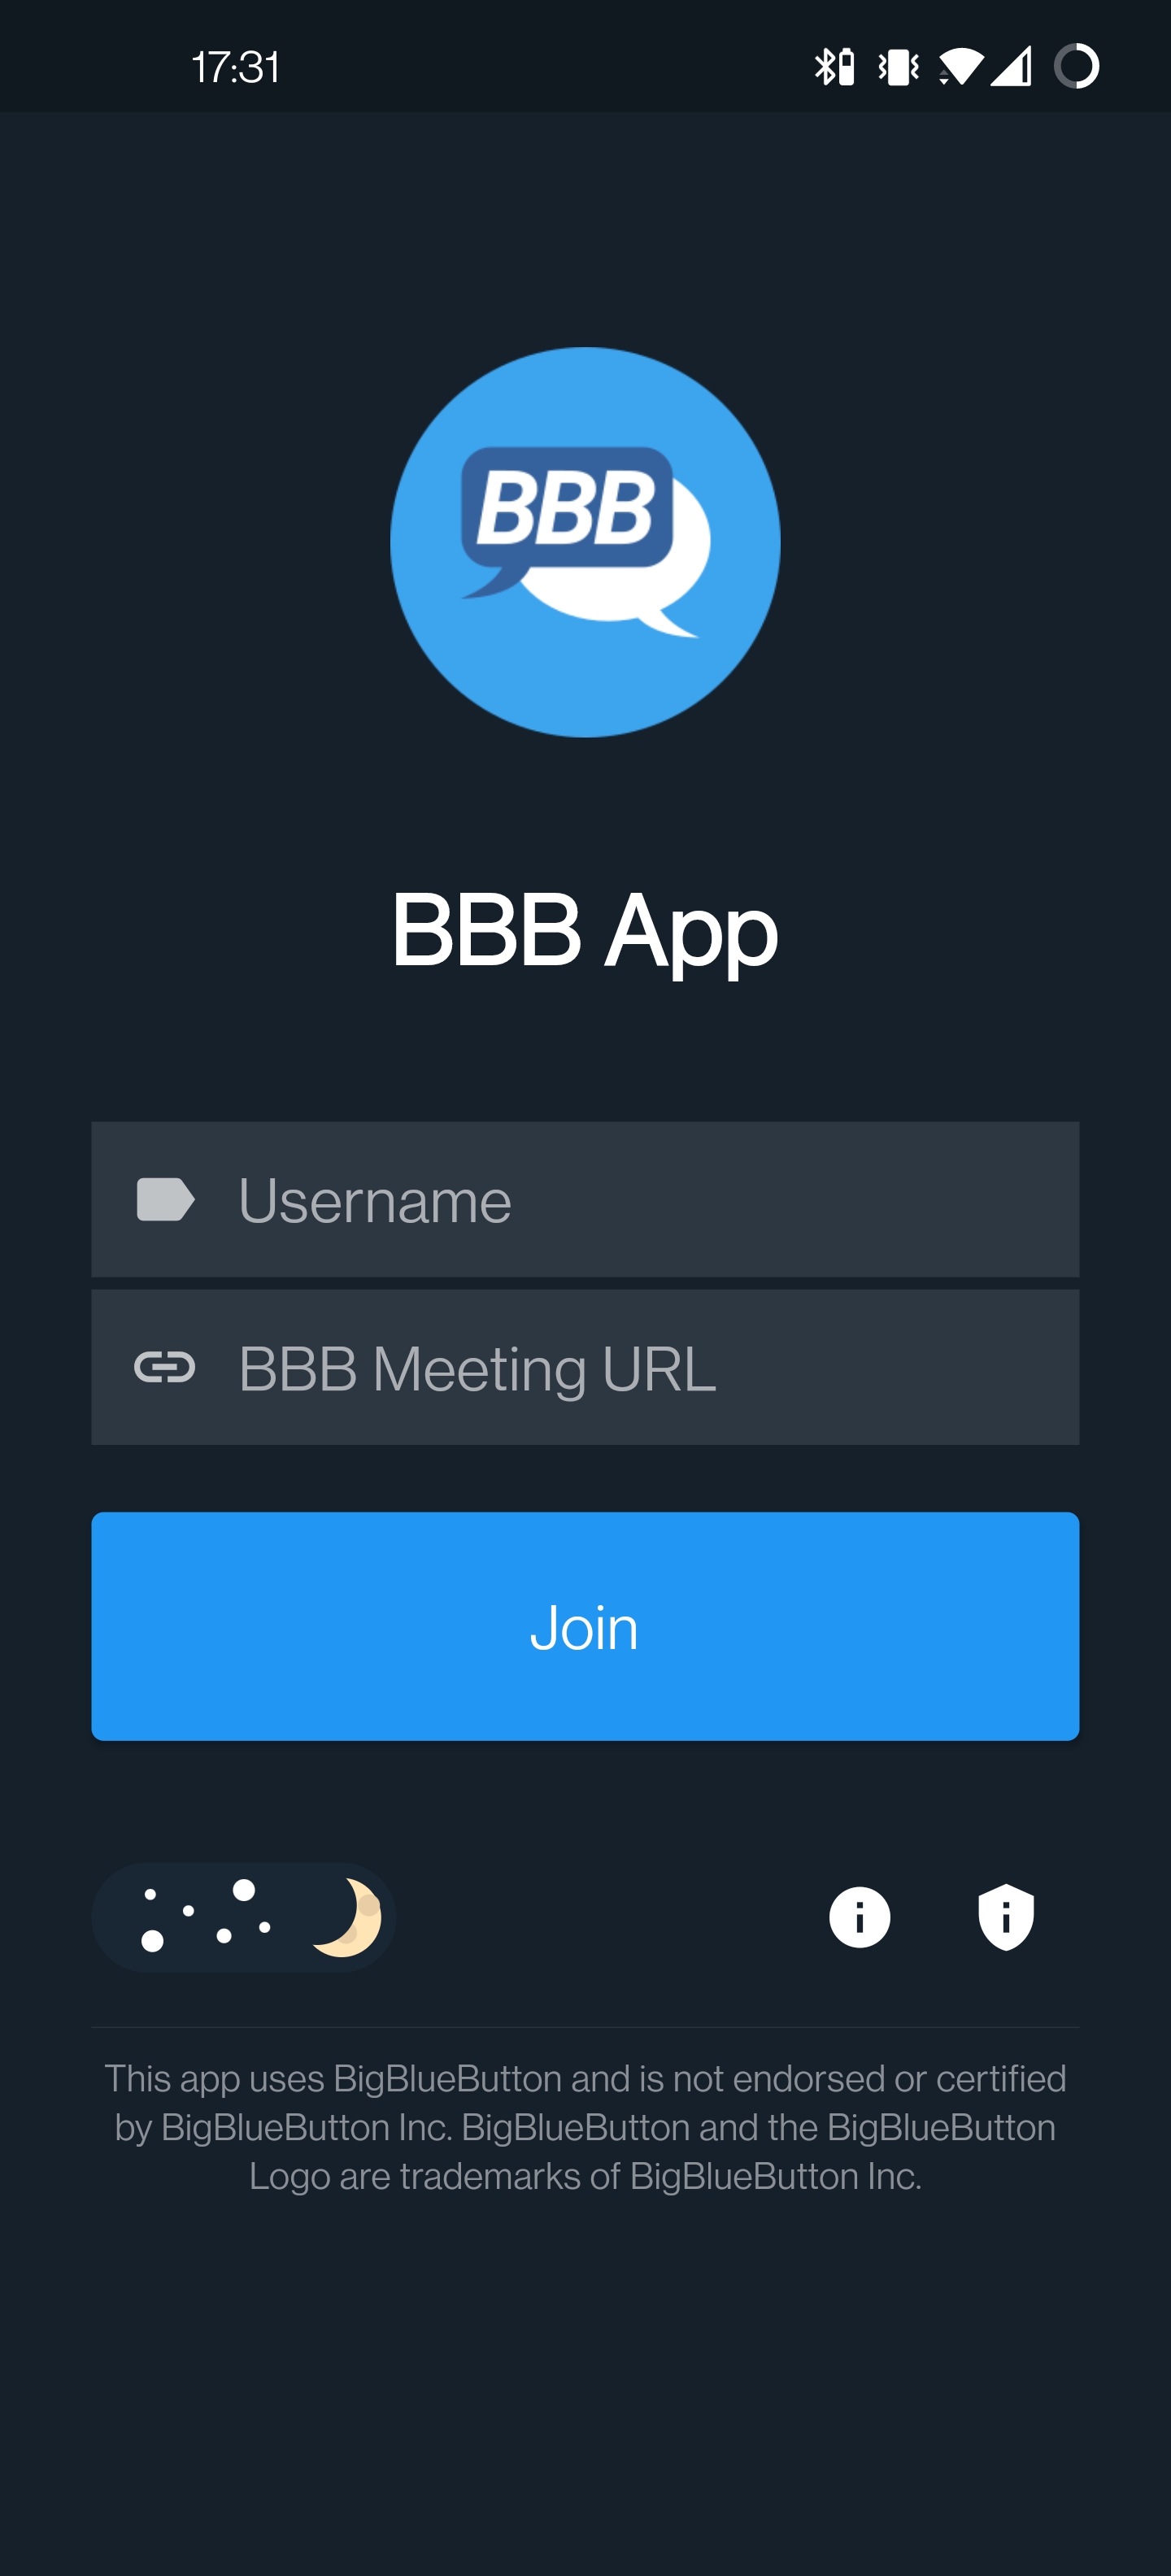 17:31
BBB
BBB App
Username
BBB Meeting URL
Join
This app uses BigBlueButton and is not endorsed or certified
by BigBlueButton Inc. BigBlueButton and the BigBlueButton
Logo are trademarks of BigBlueButton Inc.